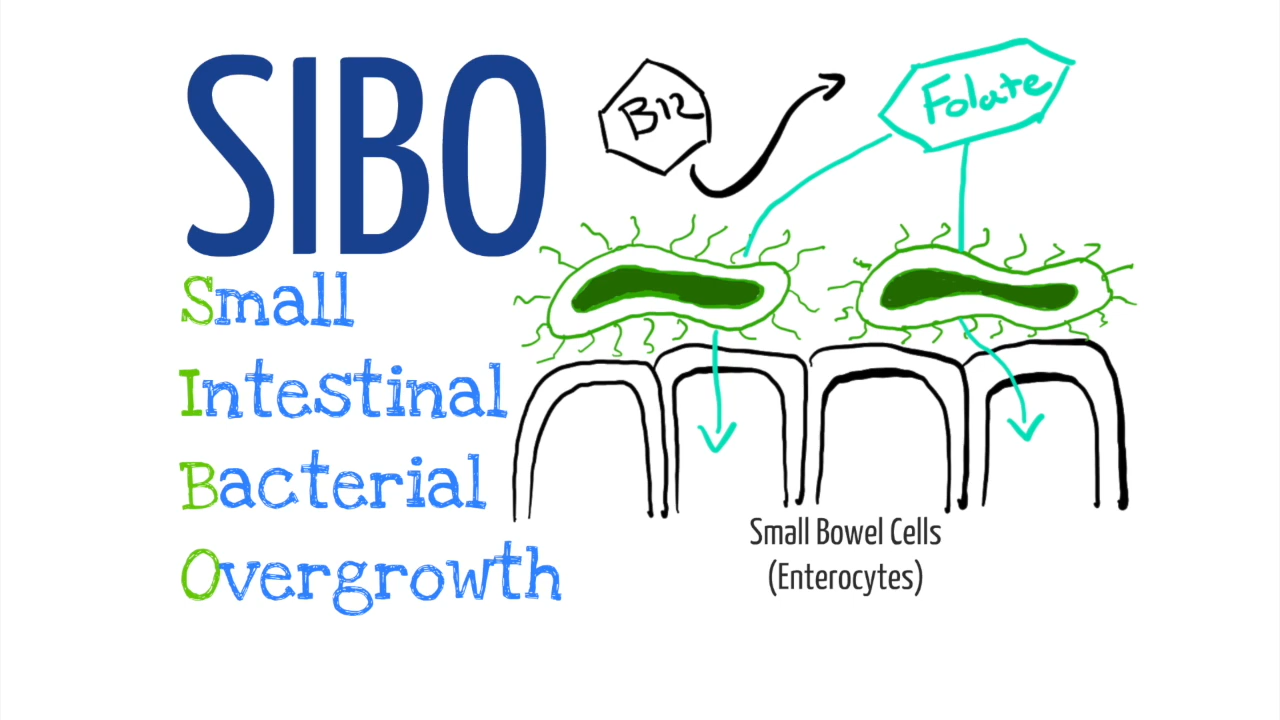 SIBO
Small
Intestinal
Bacterial
Overgrowth
B12
Folate
Small Bowel Cells
(Enterocytes)